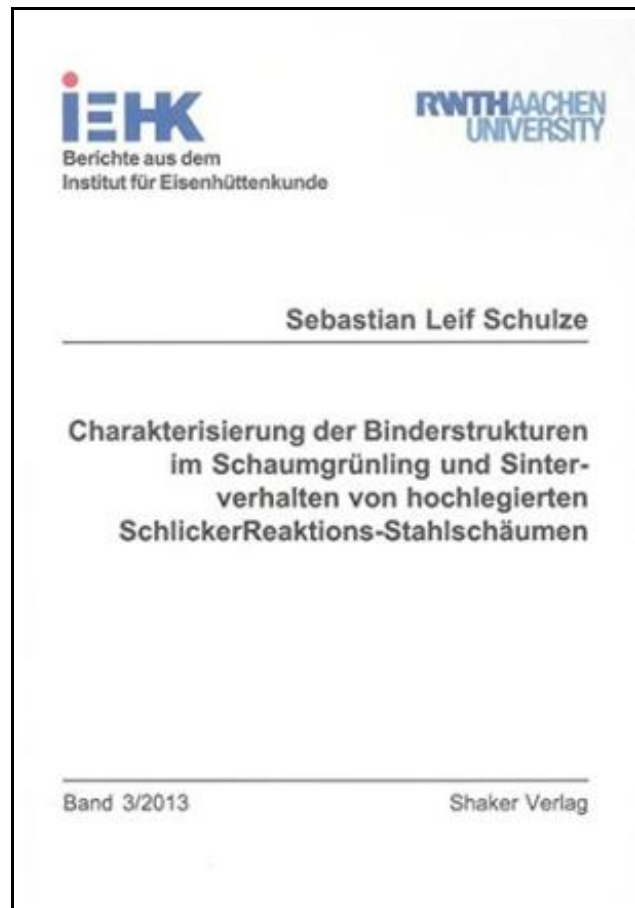 iEHK
RWTHAACHEN
UNIVERSITY
Berichte aus dem
Institut für Eisenhüttenkunde
Sebastian Leif Schulze
Charakterisierung der Binderstrukturen
im Schaumgrünling und Sinter-
verhalten von hochlegierten
SchlickerReaktions-Stahlschäumen
Band 3/2013
Shaker Verlag